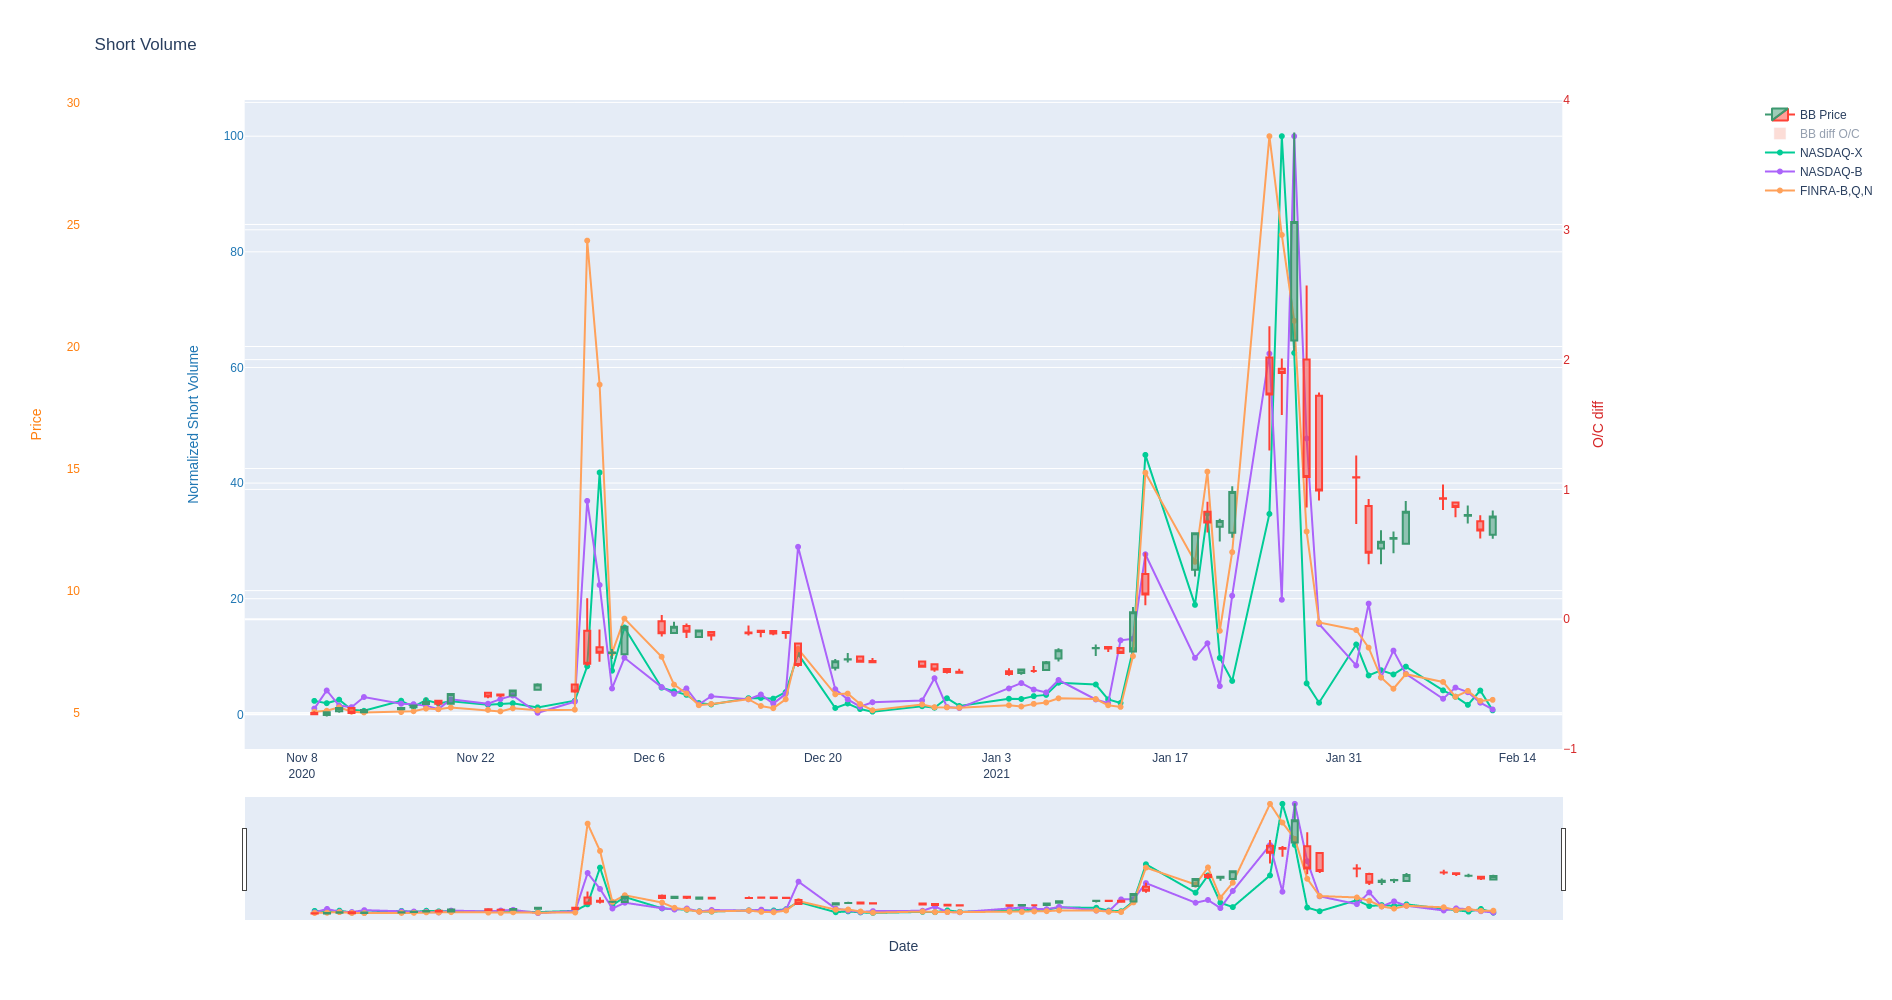 Short Volume
30
25
20
15
10
5
Price
100
80
60
40
20
0
Normalized Short Volume
4
3
2
1
0
−1
O/C diff
BB Price
BB diff O/C
NASDAQ-X
NASDAQ-B
FINRA-B,Q,N
Nov 8 Nov 22 Dec 6 Dec 20 Jan 3 Jan 17 Jan 31 Feb 14
2020 2021
Date